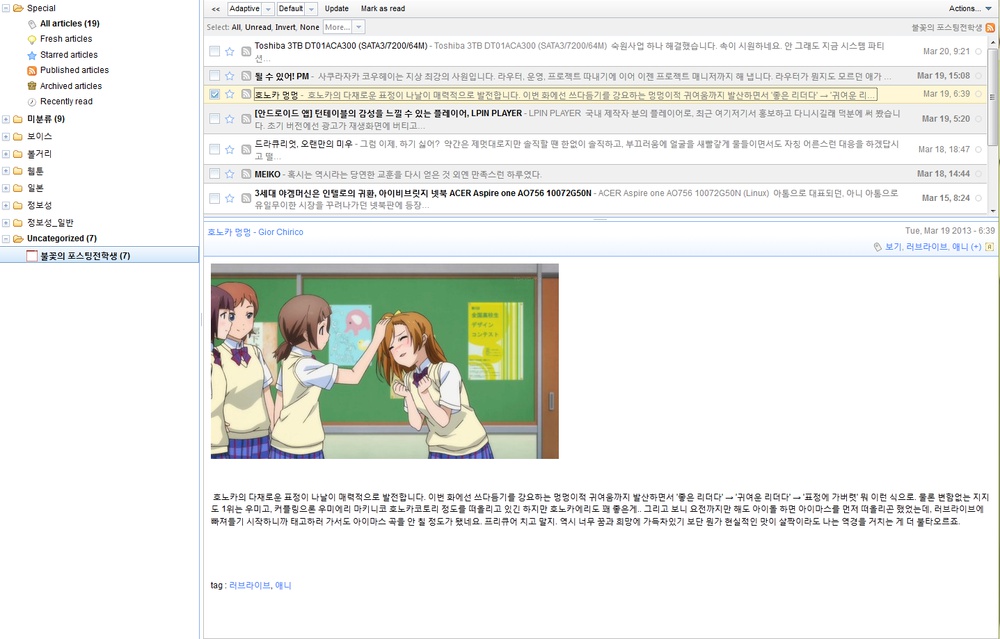 Special
All articles (19)
Fresh articles
Starred articles
Published articles
Archived articles
Recently read
미분류 (9)
보이스
볼거리
웹툰
일본
정보성
정보성_일반
Uncategorized (7)
불꽃의 포스팅전학생 (7)
<< Adaptive Default Update Mark as read Actions...
Select: All, Unread, Invert, None More... 불꽃의 포스팅전학생
Toshiba 3TB DT01ACA300 (SATA3/7200/64M) - Toshiba 3TB DT01ACA300 (SATA3/7200/64M) 숙원사업 하나 해결했습니다. 속이 시원하네요. 안 그래도 지금 시스템 파티
션... Mar 20, 9:21
될 수 있어! PM - 사쿠라자카 코우헤이는 지상 최강의 사원입니다. 라우터, 운영, 프로젝트 따내기에 이어 이젠 프로젝트 매니저까지 해 냅니다. 라우터가 뭔지도 모르던 얘가 ... Mar 19, 15:08
호노카 멍멍 - 호노카의 다채로운 표정이 나날이 매력적으로 발전합니다. 이번 화에선 쓰다듬기를 강요하는 멍멍이적 귀여움까지 발산하면서 '좋은 리더다' → '귀여운 리... Mar 19, 6:39
[안드로이드 앱] 턴테이블의 감성을 느낄 수 있는 플레이어, LPIN PLAYER - LPIN PLAYER 국내 제작자 분의 플레이어로, 최근 여기저기서 홍보하고 다니시길래 덕분에 써 봤습니
다. 초기 버전에선 광고가 재생화면에 버티고... Mar 19, 5:20
드라큐리엇, 오랜만의 미우 - 그럼 이제, 하기 싫어? 약간은 제멋대로지만 솔직할 땐 한없이 솔직하고, 부끄러움에 얼굴을 새빨갛게 물들이면서도 자칭 어른스런 대응을 하겠답시
고 떨... Mar 18, 18:47
MEIKO - 혹시는 역시라는 당연한 교훈을 다시 얻은 것 외엔 만족스런 하루였다. Mar 18, 14:44
3세대 야겜머신은 인텔로의 귀환, 아이비브릿지 넷북 ACER Aspire one AO756 10072G50N - ACER Aspire one AO756 10072G50N (Linux) 아톰으로 대표되던, 아니 아톰으로
유일무이한 시장을 꾸려나가던 넷북판에 등장... Mar 15, 8:24
호노카 멍멍 - Gior Chirico Tue, Mar 19 2013 - 6:39
보기, 러브라이브, 애니 (+)
全国高校生
デザイン
コンテスト
호노카의 다채로운 표정이 나날이 매력적으로 발전합니다. 이번 화에선 쓰다듬기를 강요하는 멍멍이적 귀여움까지 발산하면서 '좋은 리더다' → '귀여운 리더다' → '표정에 가버렷' 뭐 이런 식으로. 물론 변함없는 지지
도 1위는 우미고, 커플링으론 우미에리 마키니코 호노카코토리 정도를 떠올리고 있긴 하지만 호노카에리도 꽤 좋은게.. 그리고 보니 요전까지만 해도 아이돌 하면 아이마스를 먼저 떠올리곤 했었는데, 러브라이브에
빠져들기 시작하니까 태고하러 가서도 아이마스 곡을 안 칠 정도가 됐네요. 프리큐어 치고 말지. 역시 너무 꿈과 희망에 가득차있기 보단 뭔가 현실적인 맛이 살짝이라도 나는 역경을 거치는 게 더 불타오르죠.
tag : 러브라이브, 애니